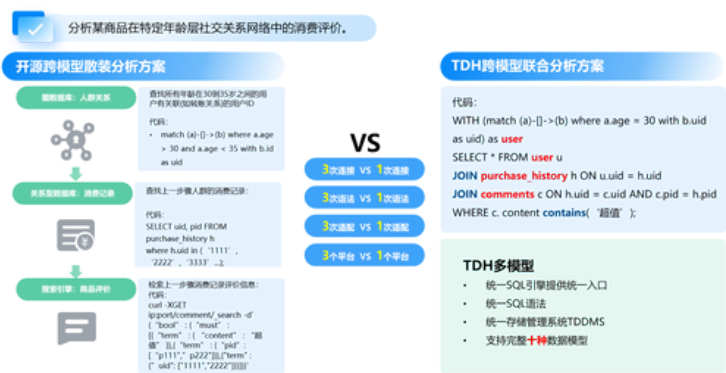 分析某商品在特定年龄层社交关系网络中的消费评价。
开源跨模型散装分析方案
图数据库：人群关系
查找所有年龄在30到35岁之间的用
户有关联(如转账关系)的用户ID
代码：
• match (a)-[]->(b) where a.age
> 30 and a.age < 35 with b.id
as uid
关系型数据库：消费记录
查找上一步骤人群的消费记录：
代码：
SELECT uid, pid FROM
purchase_history h
where h.uid in ('1111',
'2222', '3333' ...);
搜索引擎：商品评价
检索上一步骤消费记录评价信息：
代码：
curl -XGET
ip:port/comment/_search -d'
{ "bool" : { "must" :
[{ "term" : { "content" : "超
值" }},{ "term" : { "pid" :
[ "p111"," p222"]}},{"term" :
{" uid": ["1111","2222"]}}]}}'
VS
3次连接 VS 1次连接
3次语法 VS 1次语法
3次适配 VS 1次适配
3个平台 VS 1个平台
TDH跨模型联合分析方案
代码：
WITH (match (a)-[]->(b) where a.age = 30 with b.uid
as uid) as user
SELECT * FROM user u
JOIN purchase_history h ON u.uid = h.uid
JOIN comments c ON h.uid = c.uid AND c.pid = h.pid
WHERE c. content contains( '超值' );
TDH多模型
• 统一SQL引擎提供统一入口
• 统一SQL语法
• 统一存储管理系统TDDMS
• 支持完整十种数据模型